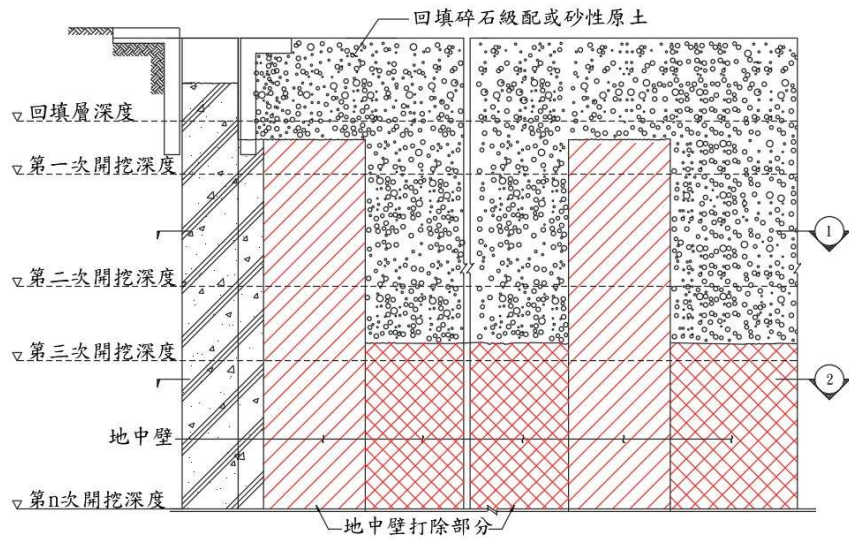 回填碎石級配或砂性原土
回填層深度
第一次開挖深度
1
第二次開挖深度
第三次開挖深度
2
地中壁
第n次開挖深度
地中壁打除部分